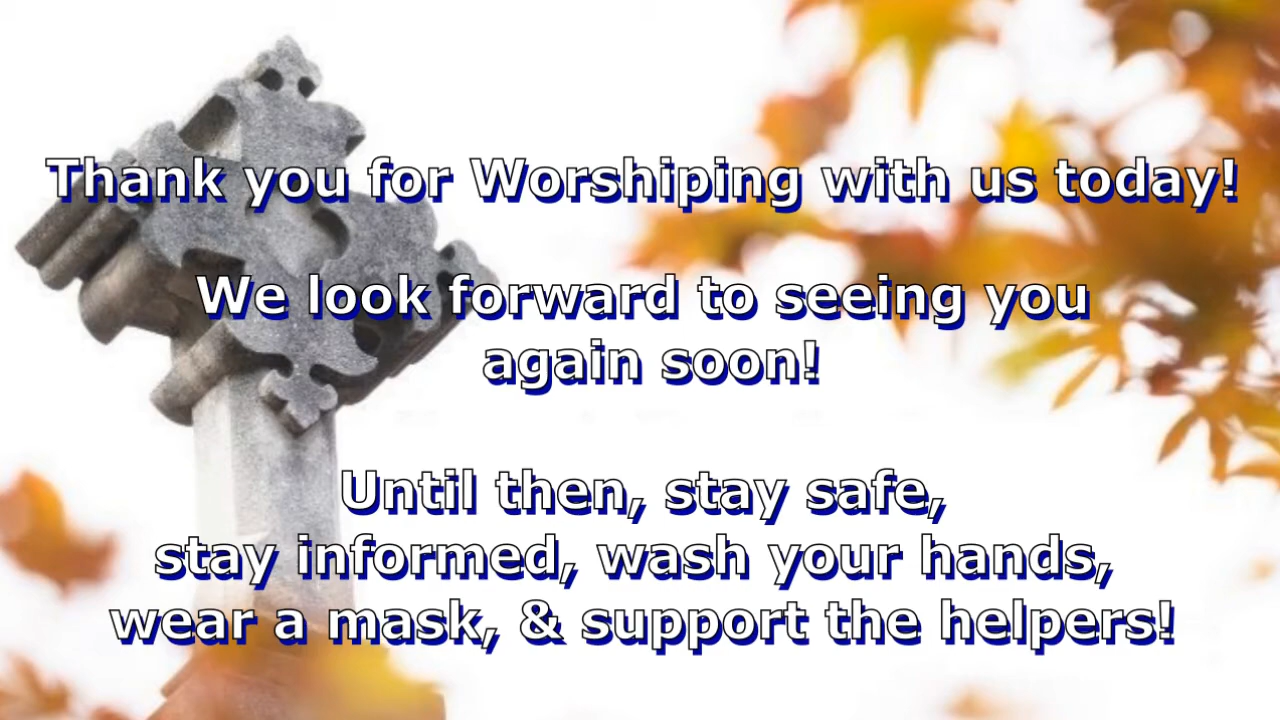 Thank you for Worshiping with us today!
We look forward to seeing you
again soon!
Until then, stay safe,
stay informed, wash your hands,
wear a mask, & support the helpers!